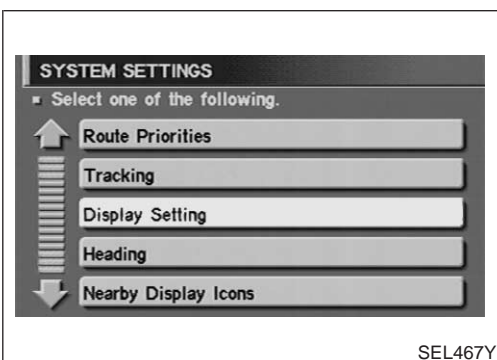 SYSTEM SETTINGS
Select one of the following.
Route Priorities
Tracking
Display Setting
Heading
Nearby Display Icons
SEL467Y